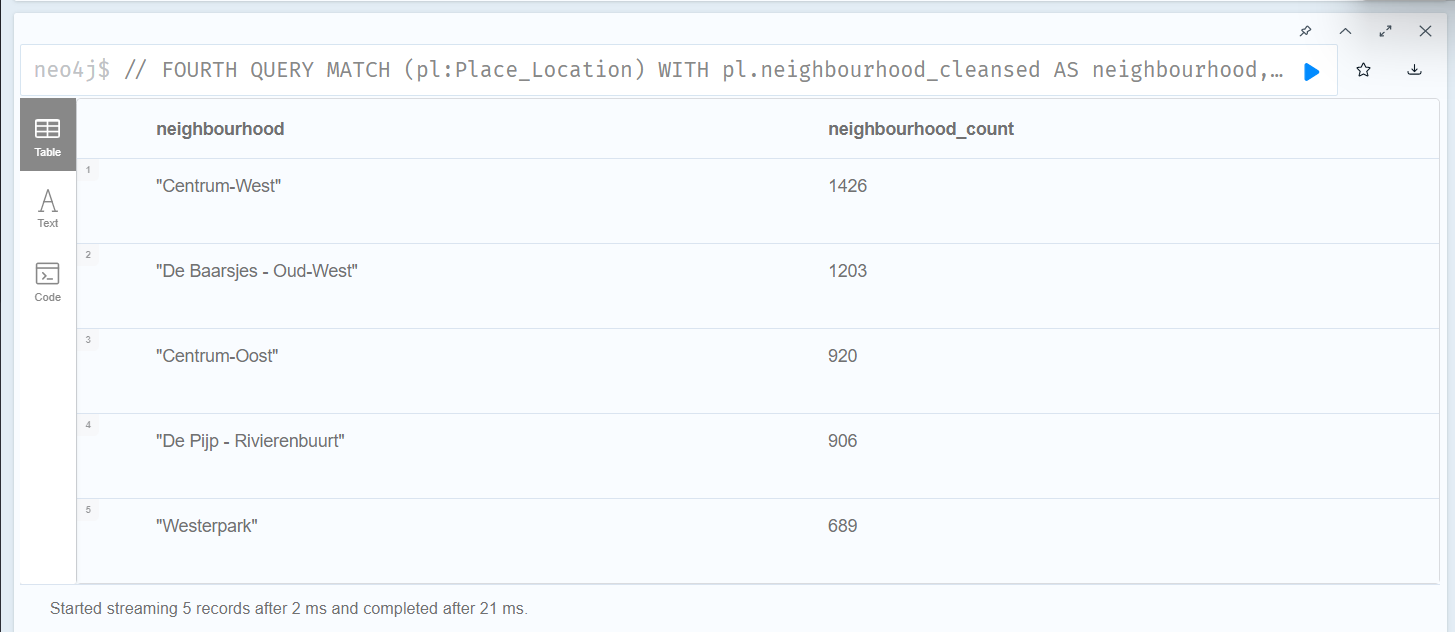 neo4j$ // FOURTH QUERY MATCH (pl:Place_Location) WITH pl.neighbourhood_cleansed AS neighbourhood,…
Table
Text
Code
neighbourhood neighbourhood_count
1 "Centrum-West" 1426
2 "De Baarsjes - Oud-West" 1203
3 "Centrum-Oost" 920
4 "De Pijp - Rivierenbuurt" 906
5 "Westerpark" 689
Started streaming 5 records after 2 ms and completed after 21 ms.